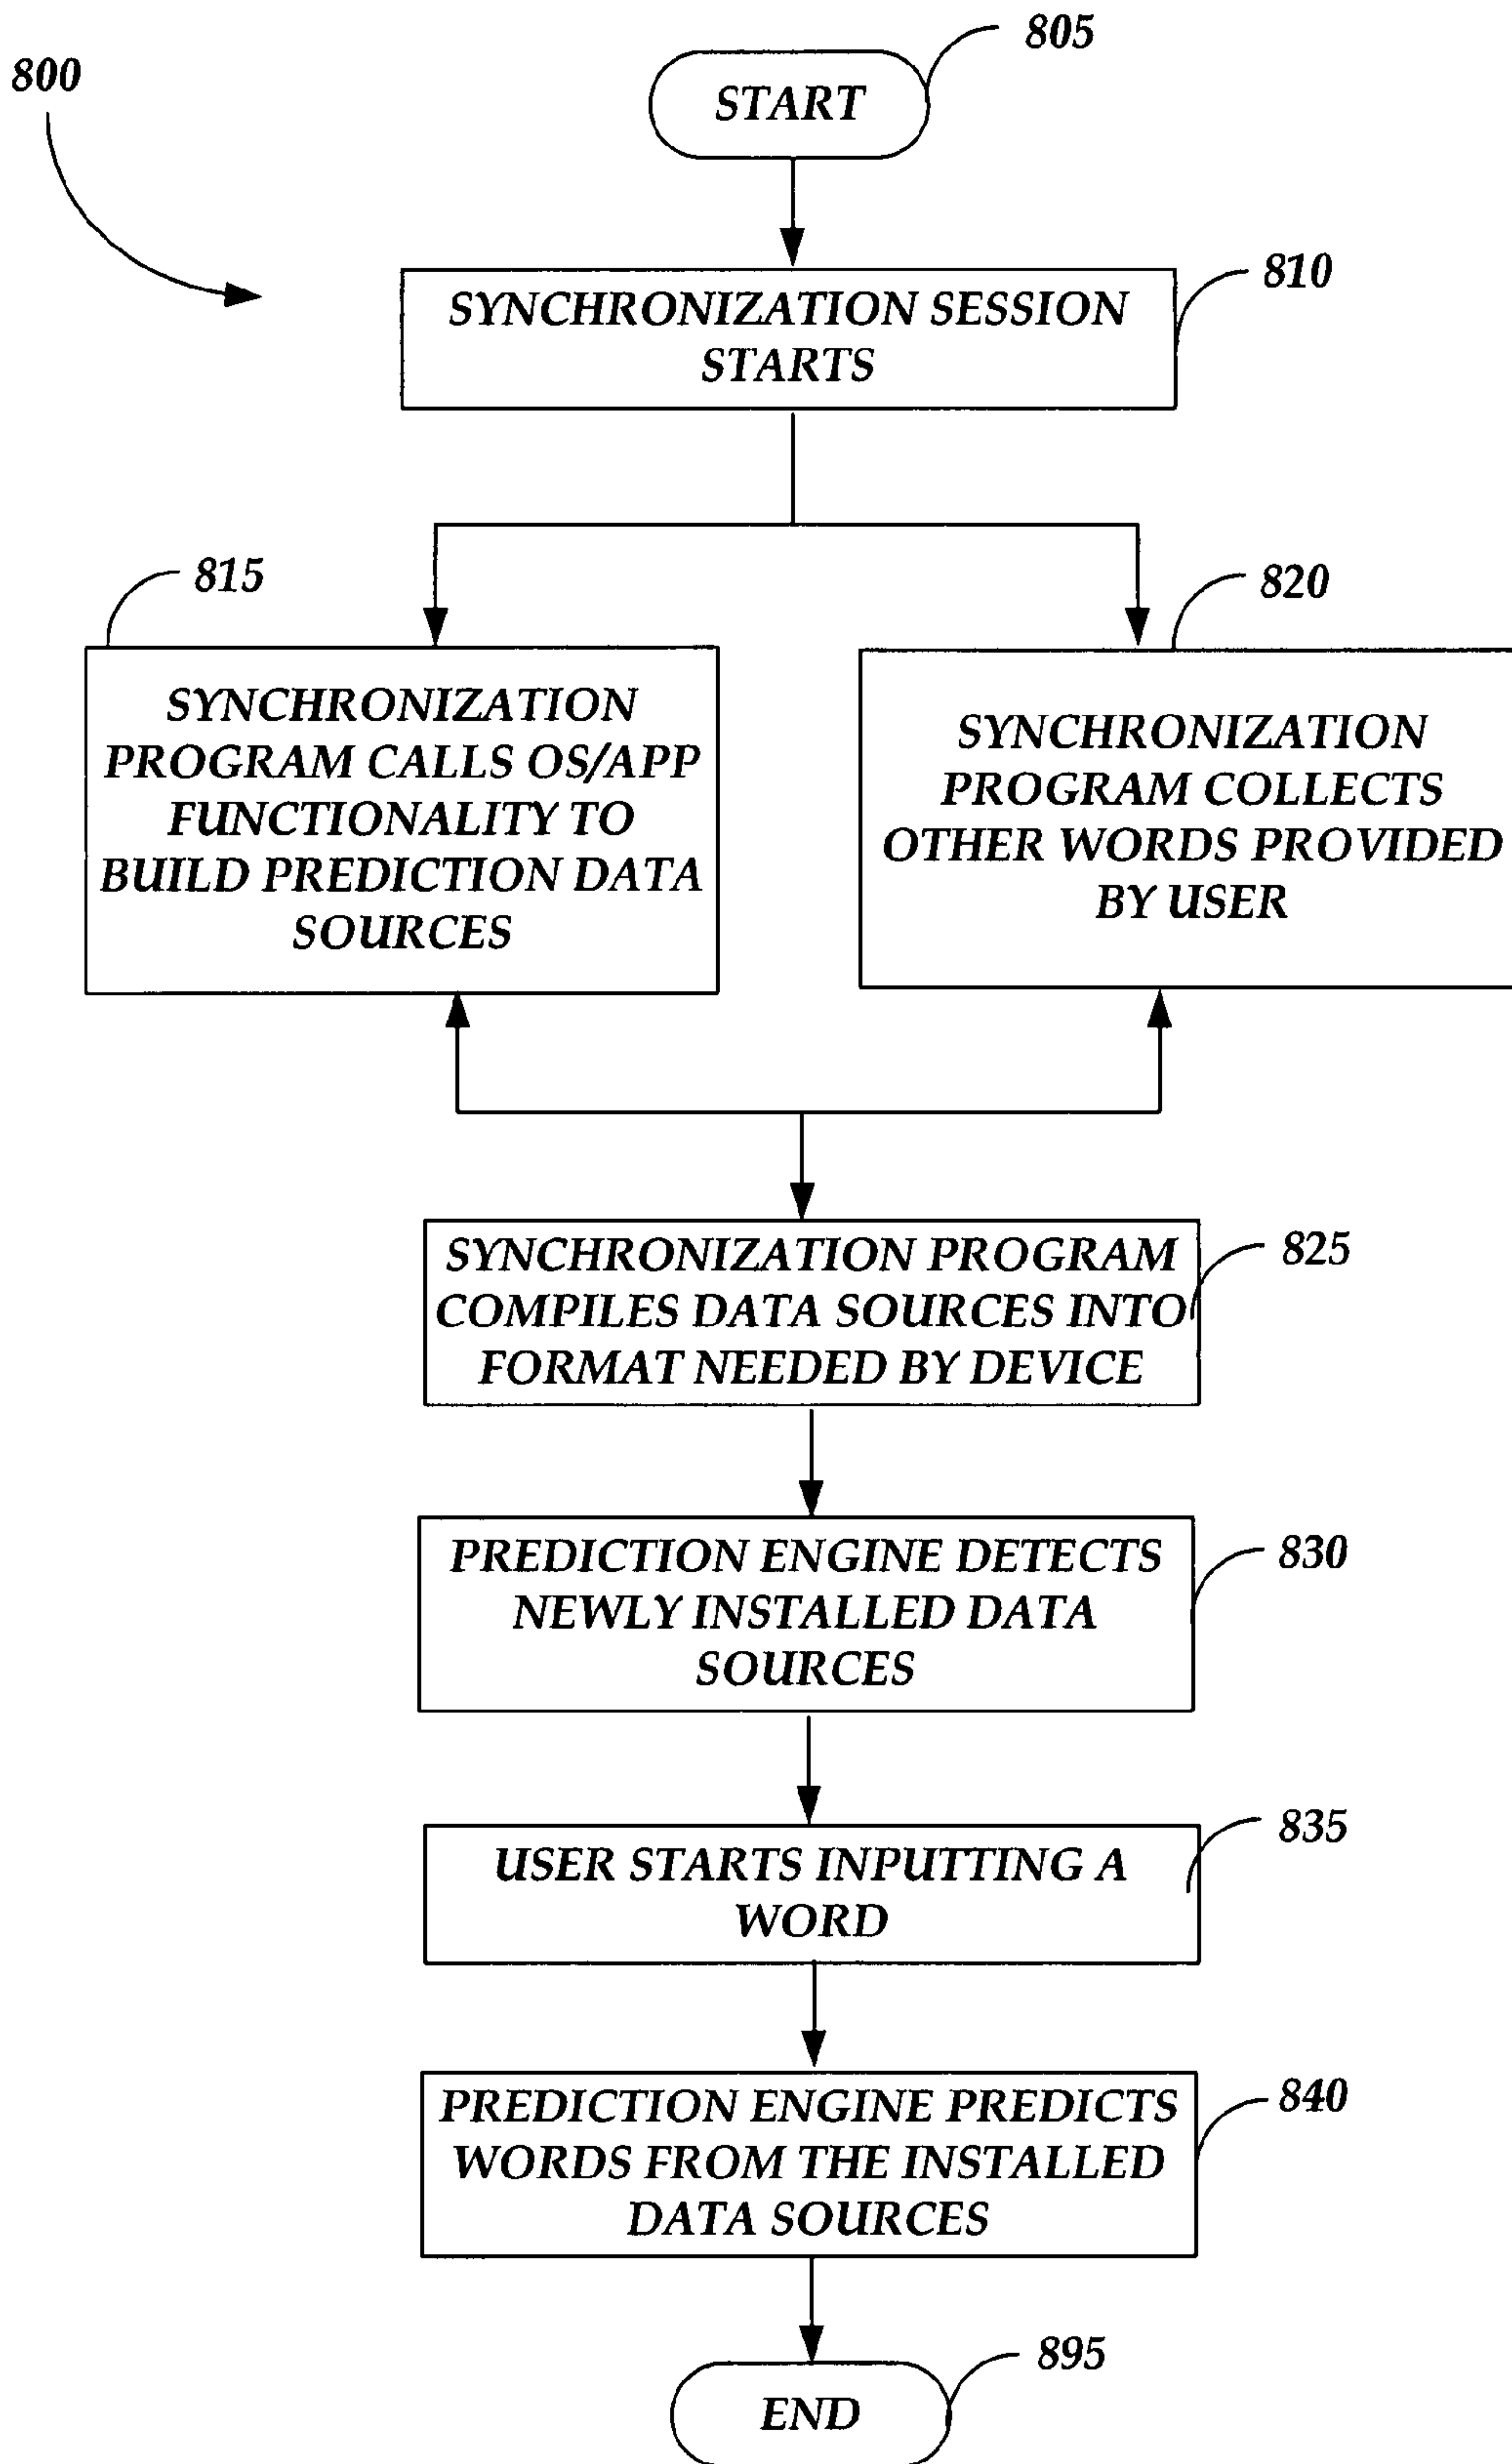 805
800
START
810
SYNCHRONIZATION SESSION
STARTS
815
SYNCHRONIZATION
PROGRAM CALLS OS/APP
FUNCTIONALITY TO
BUILD PREDICTION DATA
SOURCES
820
SYNCHRONIZATION
PROGRAM COLLECTS
OTHER WORDS PROVIDED
BY USER
825
SYNCHRONIZATION PROGRAM
COMPILES DATA SOURCES INTO
FORMAT NEEDED BY DEVICE
830
PREDICTION ENGINE DETECTS
NEWLY INSTALLED DATA
SOURCES
835
USER STARTS INPUTTING A
WORD
840
PREDICTION ENGINE PREDICTS
WORDS FROM THE INSTALLED
DATA SOURCES
895
END